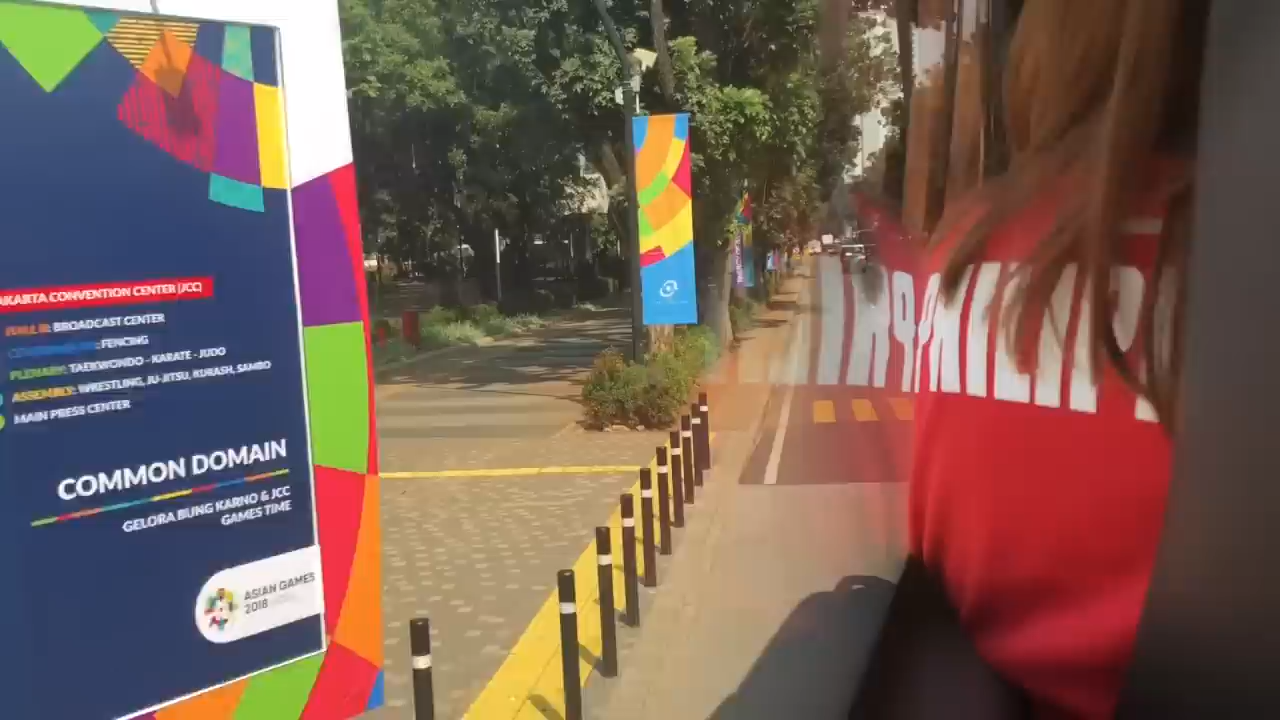 AKARTA CONVENTION CENTER (JCC)
HALL B: BROADCAST CENTER
: FENCING
PLENARY: TAEKWONDO - KARATE - JUDO
ASSEMBLY: WRESTLING, JU-JITSU, KURASH, SAMBO
MAIN PRESS CENTER
COMMON DOMAIN
GELORA BUNG KARNO & JCC
GAMES TIME
ASIAN GAMES
2018